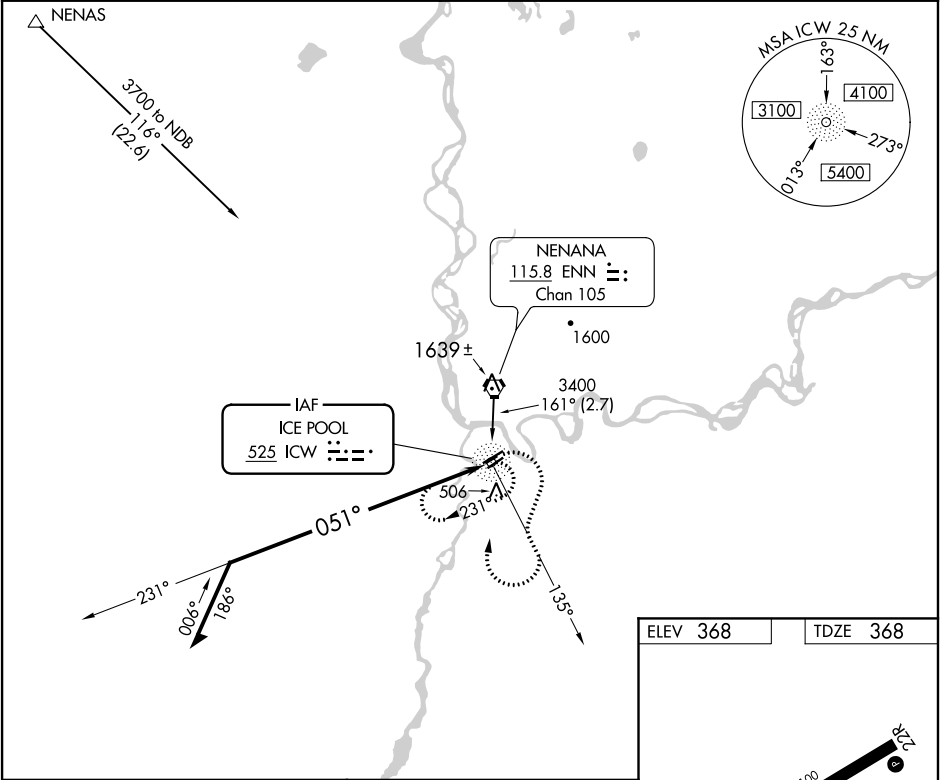 NENAS
3700 to NDB
116°
(22.6)
MSA ICW 25 NM
163°
3100
4100
273°
013°
5400
NENANA
115.8 ENN
Chan 105
1600
1639 ±
3400
161° (2.7)
IAF
ICE POOL
525 ICW
506
231°
051°
231°
006°
186°
135°
ELEV 368
TDZE 368
22R
P